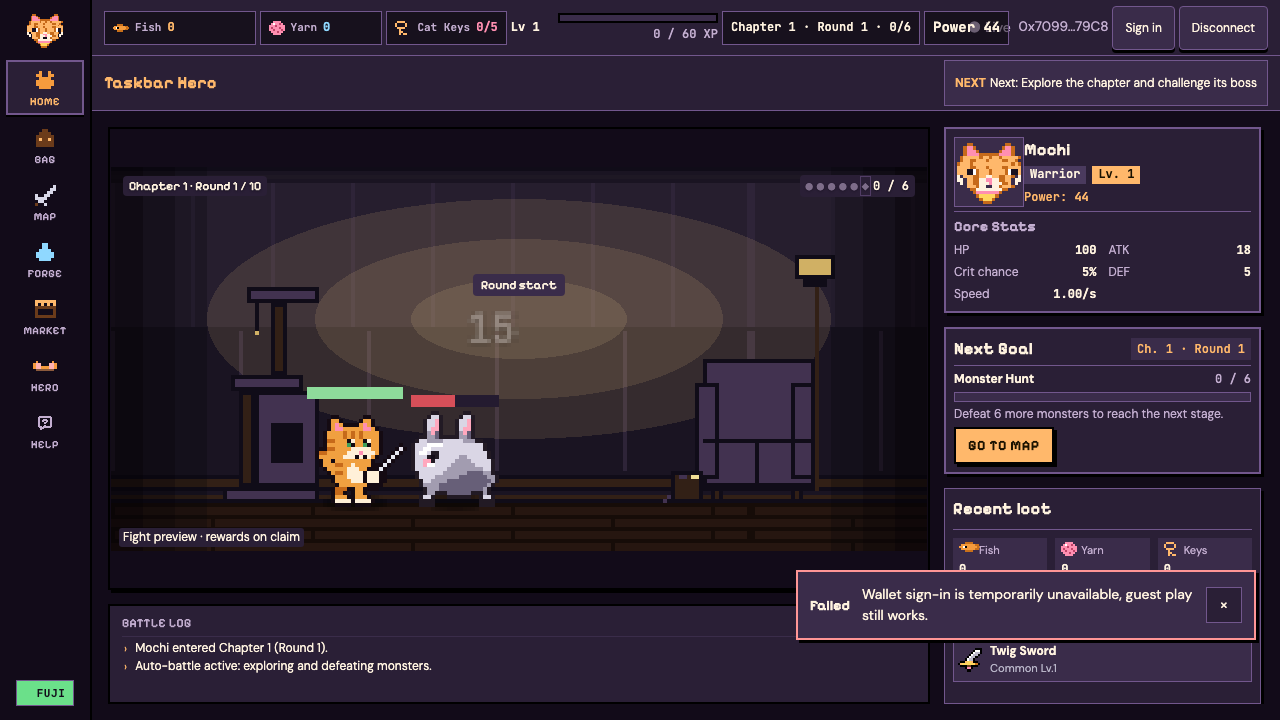 Fish 0
Yarn 0
Cat Keys 0/5
Lv 1
0 / 60 XP
Chapter 1 · Round 1 · 0/6
Power 44
0x7099…79C8
Sign in
Disconnect
Taskbar Hero
NEXT Next: Explore the chapter and challenge its boss
HOME
BAG
MAP
FORGE
MARKET
HERO
HELP
FUJI
Chapter 1 · Round 1 / 10
0 / 6
Round start
15
Fight preview · rewards on claim
BATTLE LOG
› Mochi entered Chapter 1 (Round 1).
› Auto-battle active: exploring and defeating monsters.
Mochi
Warrior Lv. 1
Power: 44
Core Stats
HP 100 ATK 18
Crit chance 5% DEF 5
Speed 1.00/s
Next Goal
Ch. 1 · Round 1
Monster Hunt 0 / 6
Defeat 6 more monsters to reach the next stage.
GO TO MAP
Recent loot
Fish Yarn Keys
0 0 0
Failed
Wallet sign-in is temporarily unavailable, guest play
still works.
×
Twig Sword
Common Lv.1